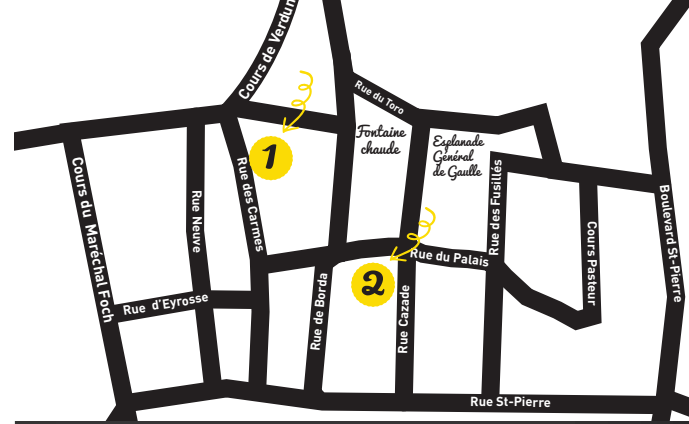 Cours de Verdun
Rue du Toro
Fontaine
chaude
Esplanade
Général
de Gaulle
1
Rue des Carmes
Cours du Maréchal Foch
Rue Neuve
Rue des Fusillés
Boulevard St-Pierre
Cours Pasteur
Rue du Palais
2
Rue de Borda
Rue Cazade
Rue d'Eyrosse
Rue St-Pierre